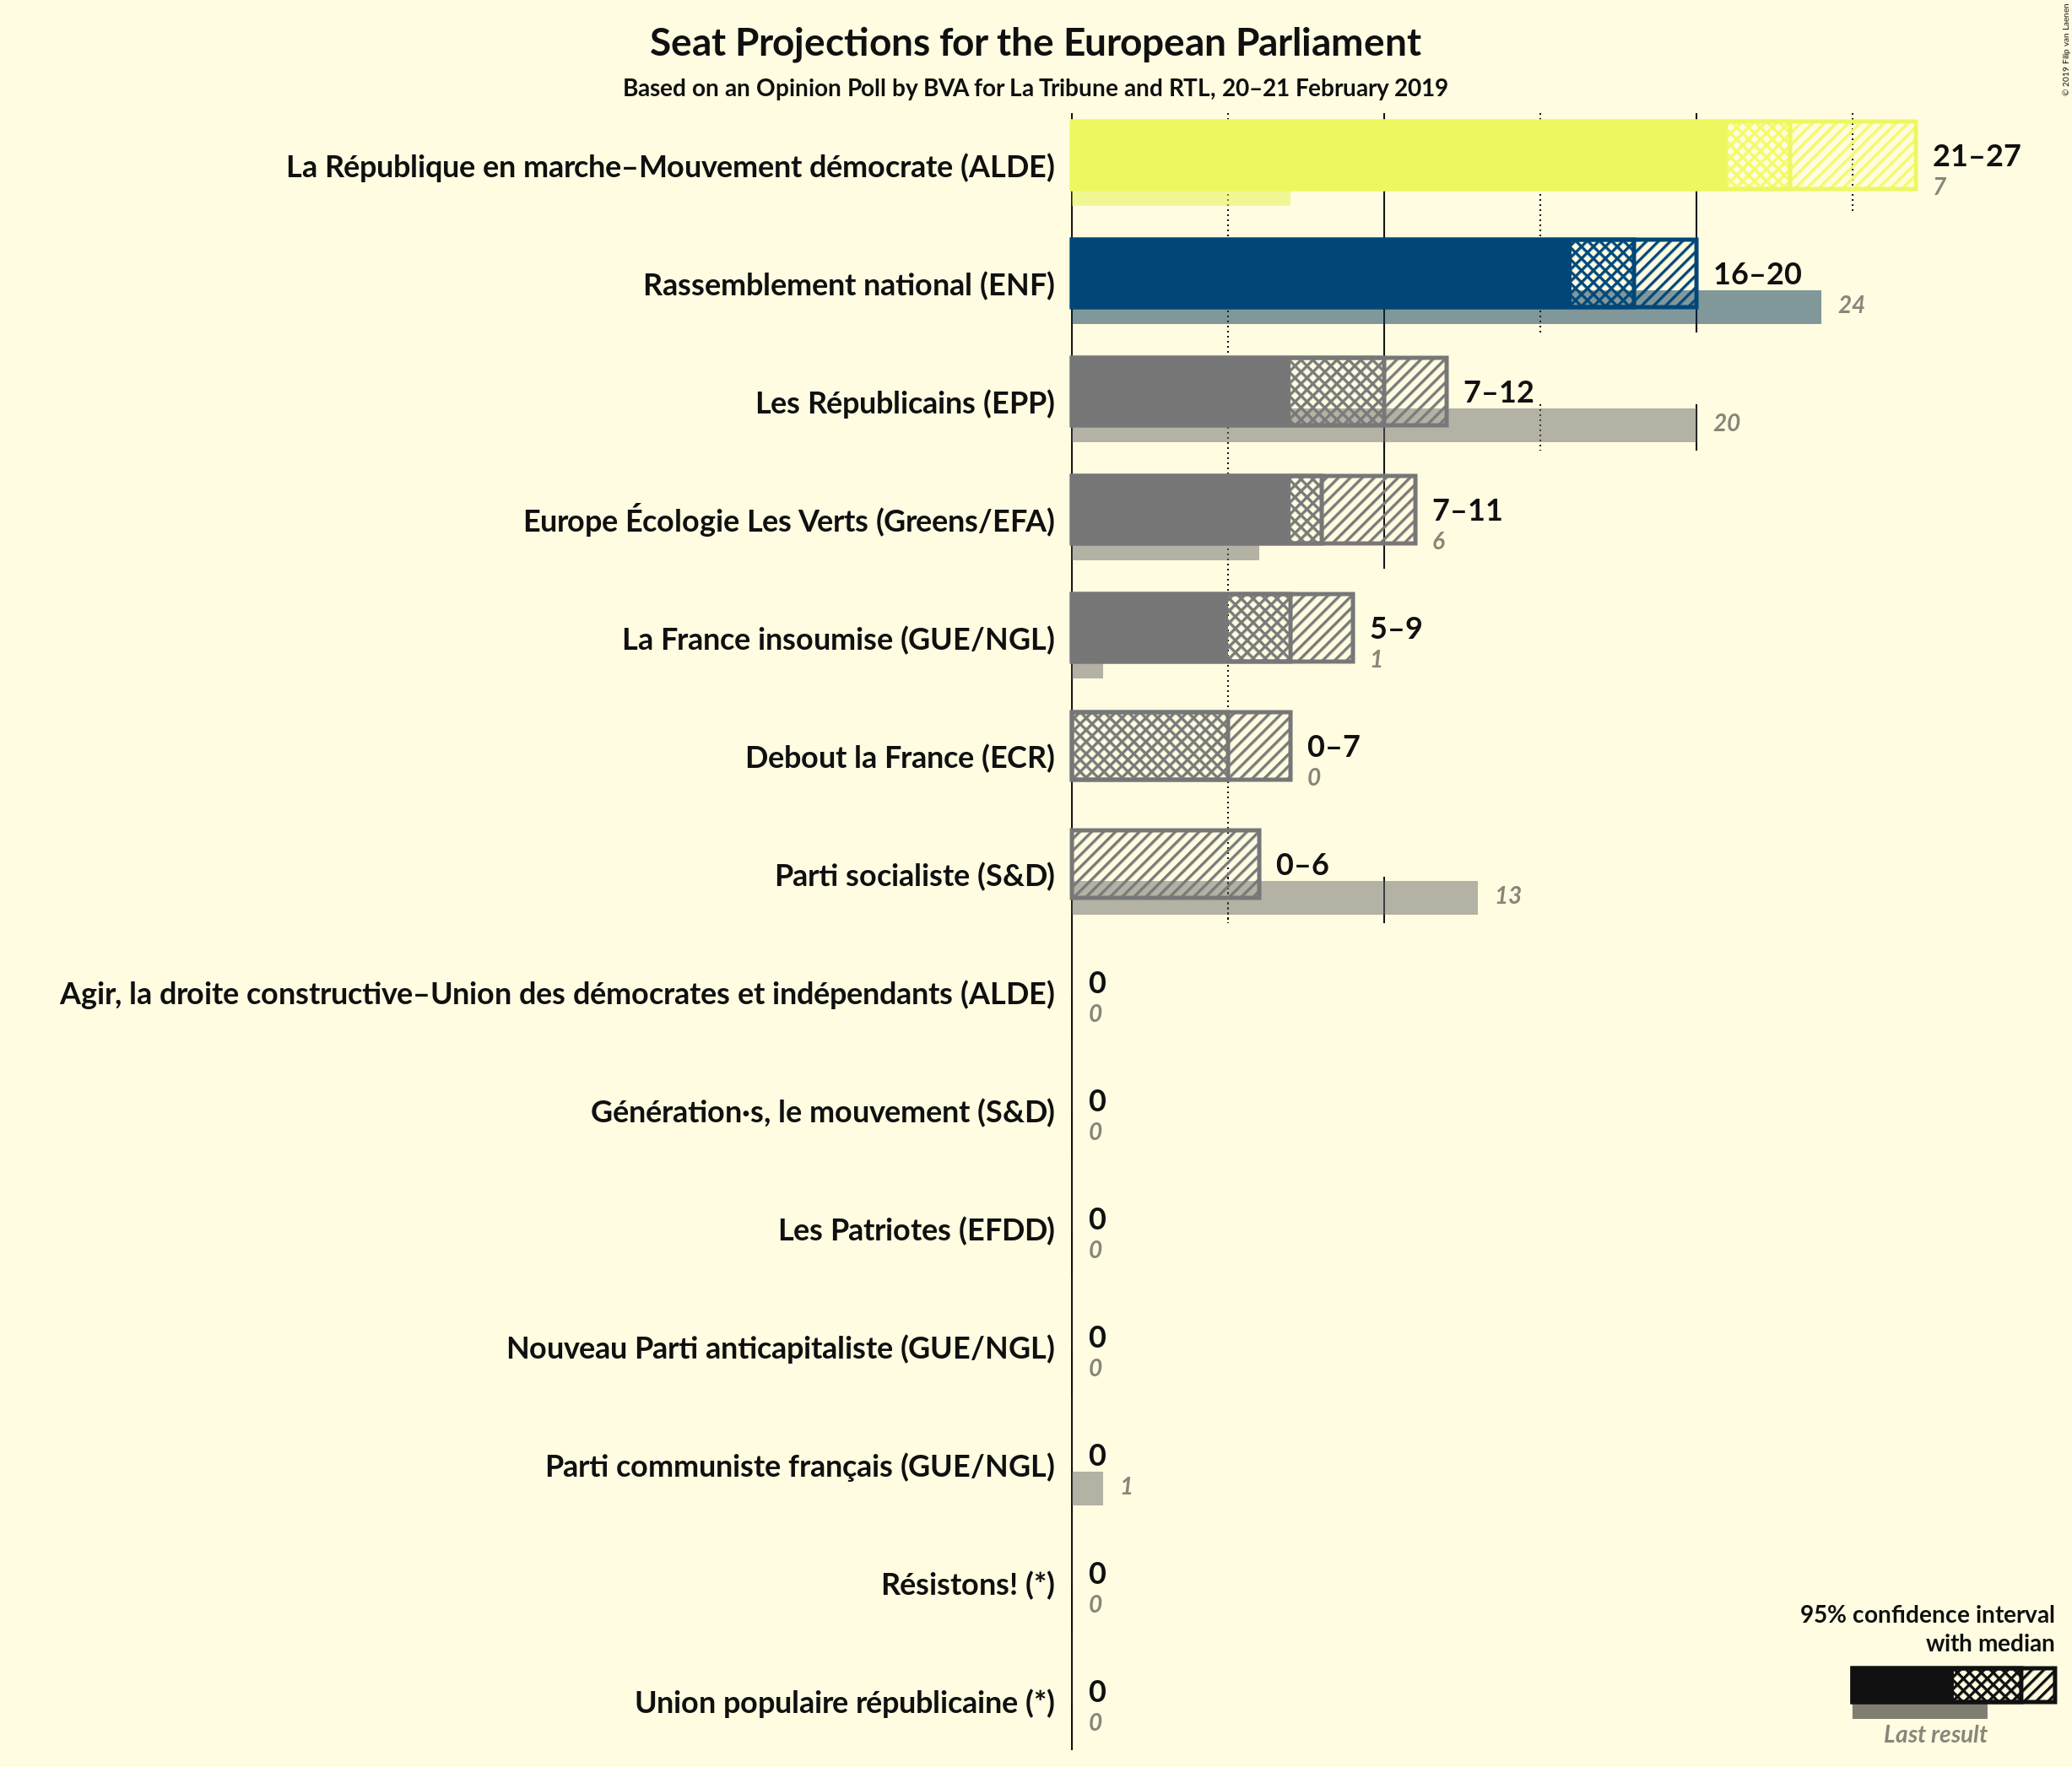 Seat Projections for the European Parliament
Based on an Opinion Poll by BVA for La Tribune and RTL, 20–21 February 2019
© 2019 Filip van Laenen
La République en marche–Mouvement démocrate (ALDE)
21–27
7
Rassemblement national (ENF)
16–20
24
Les Républicains (EPP)
7–12
20
Europe Écologie Les Verts (Greens/EFA)
7–11
6
La France insoumise (GUE/NGL)
5–9
1
Debout la France (ECR)
0–7
0
Parti socialiste (S&D)
0–6
13
Agir, la droite constructive–Union des démocrates et indépendants (ALDE)
0
0
Génération·s, le mouvement (S&D)
0
0
Les Patriotes (EFDD)
0
0
Nouveau Parti anticapitaliste (GUE/NGL)
0
0
Parti communiste français (GUE/NGL)
0
1
Résistons! (*)
0
0
Union populaire républicaine (*)
0
0
95% confidence interval
with median
Last result